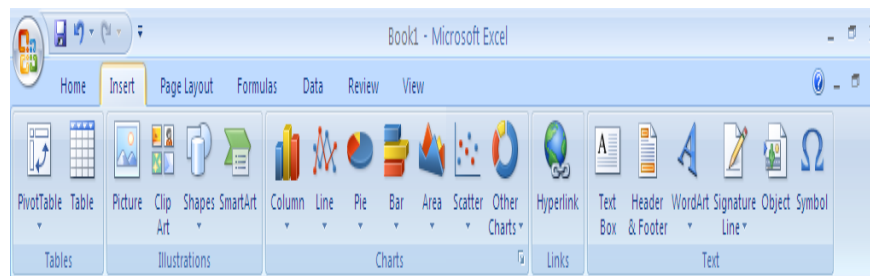 Book1 - Microsoft Excel
Home Insert Page Layout Formulas Data Review View
PivotTable Table Picture Clip Art Shapes SmartArt Column Line Pie Bar Area Scatter Other Charts Hyperlink Text Box Header & Footer WordArt Signature Line Object Symbol
Tables Illustrations Charts Links Text